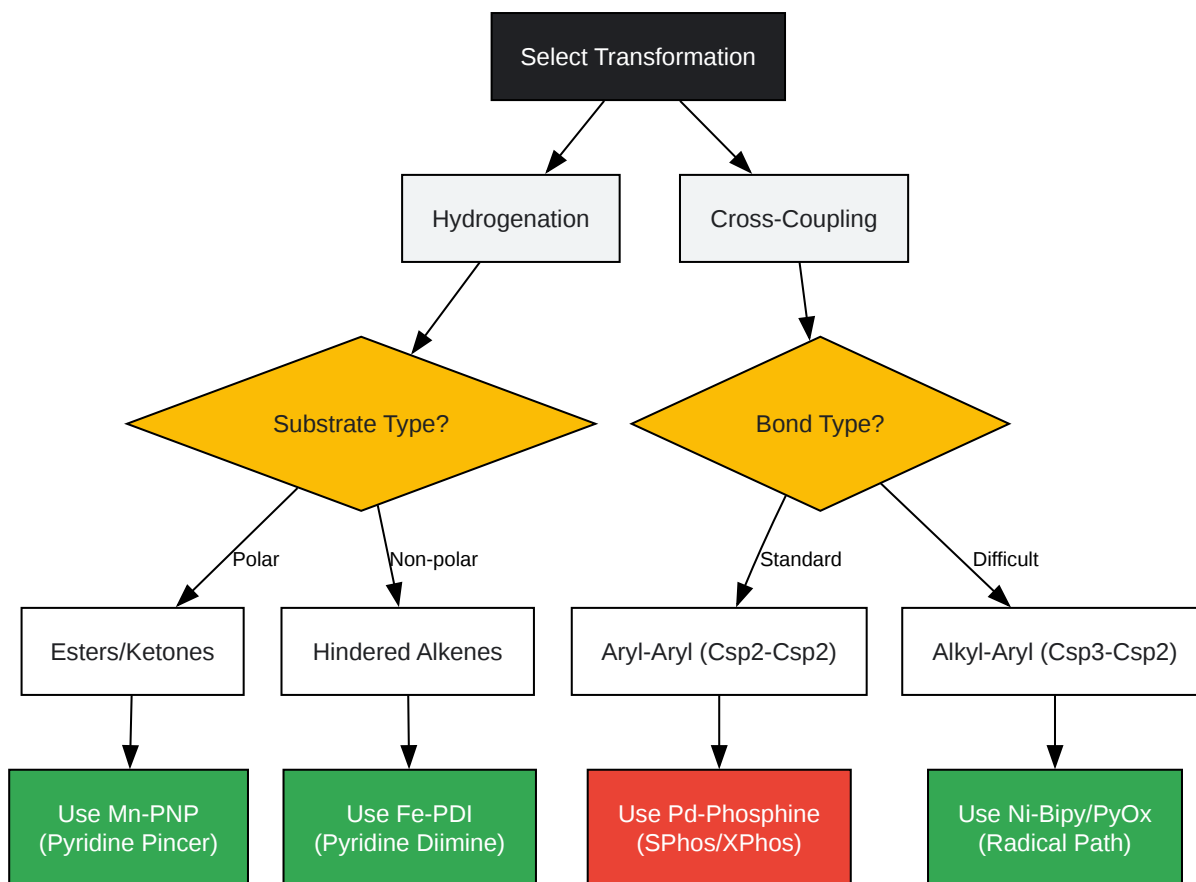 Select Transformation
Hydrogenation
Cross-Coupling
Substrate Type?
Bond Type?
Polar
Non-polar
Standard
Difficult
Esters/Ketones
Hindered Alkenes
Aryl-Aryl (Csp2-Csp2)
Alkyl-Aryl (Csp3-Csp2)
Use Mn-PNP
(Pyridine Pincer)
Use Fe-PDI
(Pyridine Diimine)
Use Pd-Phosphine
(SPhos/XPhos)
Use Ni-Bipy/PyOx
(Radical Path)